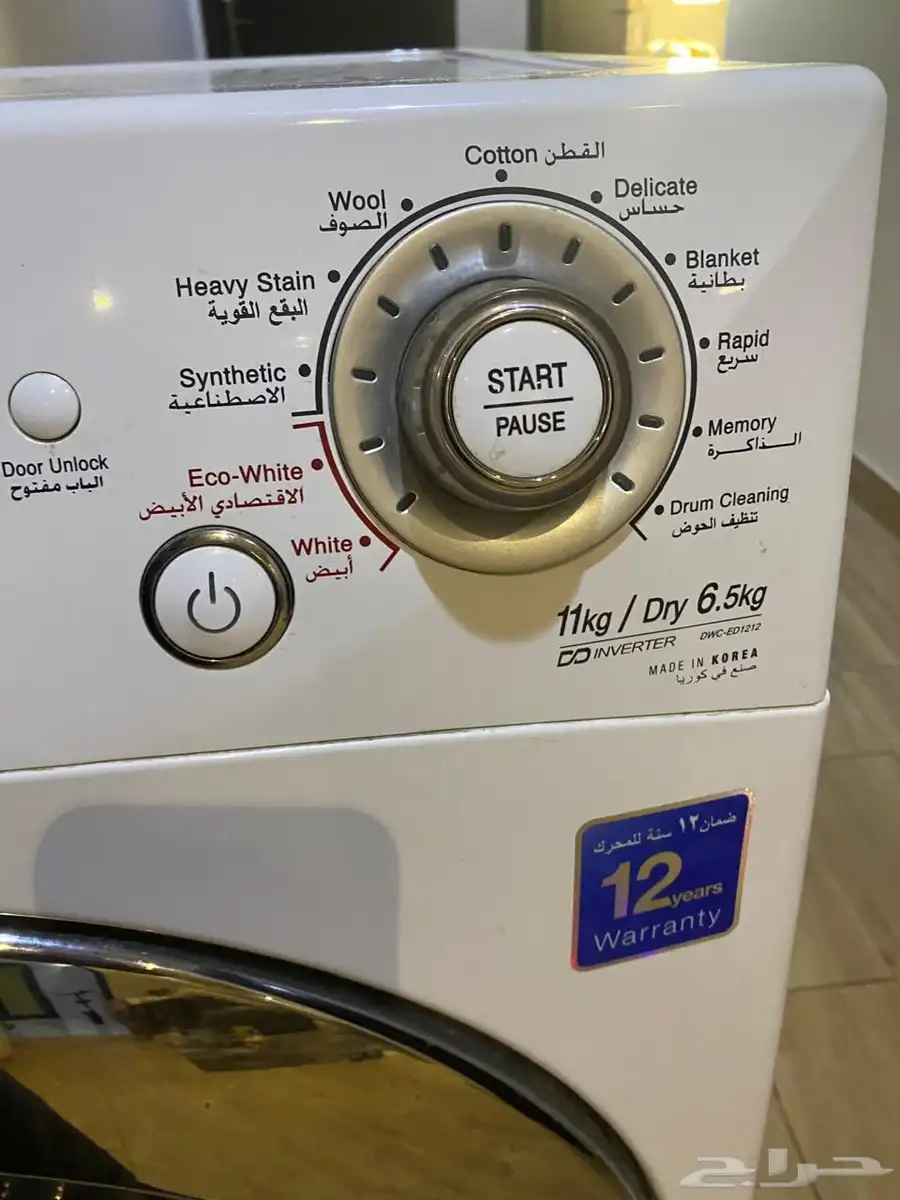 Cotton القطن
Delicate
حساس
Wool
الصوف
Blanket
بطانية
Heavy Stain
البقع القوية
Rapid
سريع
Synthetic
الاصطناعية
START
PAUSE
Memory
الذاكرة
Door Unlock
الباب مفتوح
Eco-White
الاقتصادي الأبيض
Drum Cleaning
تنظيف الحوض
White
أبيض
11kg / Dry 6.5kg
DD INVERTER DWC-ED1212
MADE IN KOREA
صنع في كوريا
ضمان ١٢ سنة للمحرك
12 years
Warranty
حراج